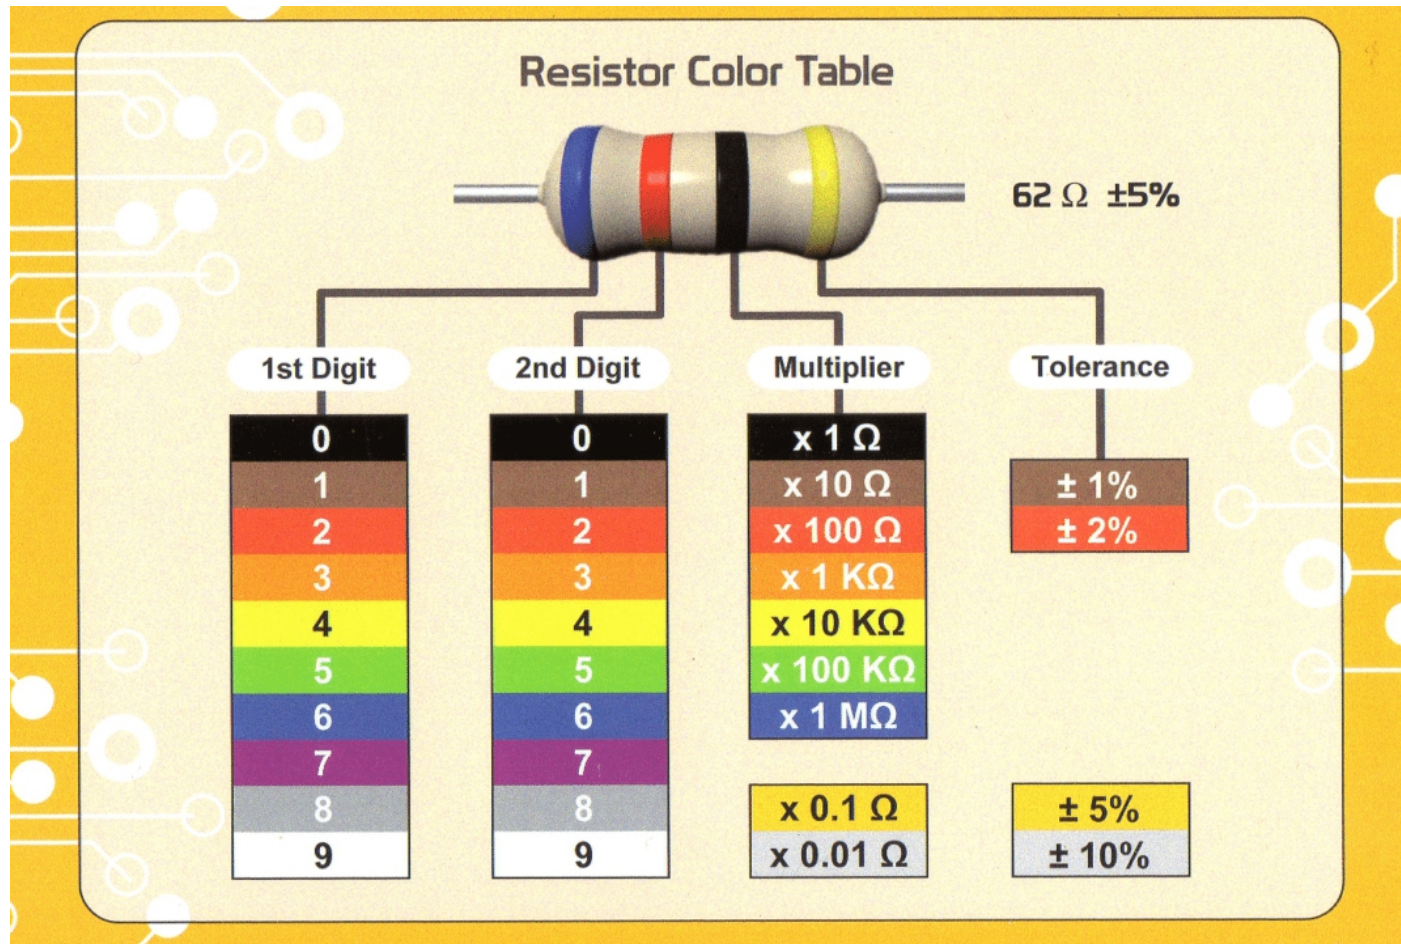 Resistor Color Table
62 Ω ±5%
1st Digit
2nd Digit
Multiplier
Tolerance
0
1
2
3
4
5
6
7
8
9
0
1
2
3
4
5
6
7
8
9
x 1 Ω
x 10 Ω
x 100 Ω
x 1 KΩ
x 10 KΩ
x 100 KΩ
x 1 MΩ
x 0.1 Ω
x 0.01 Ω
± 1%
± 2%
± 5%
± 10%